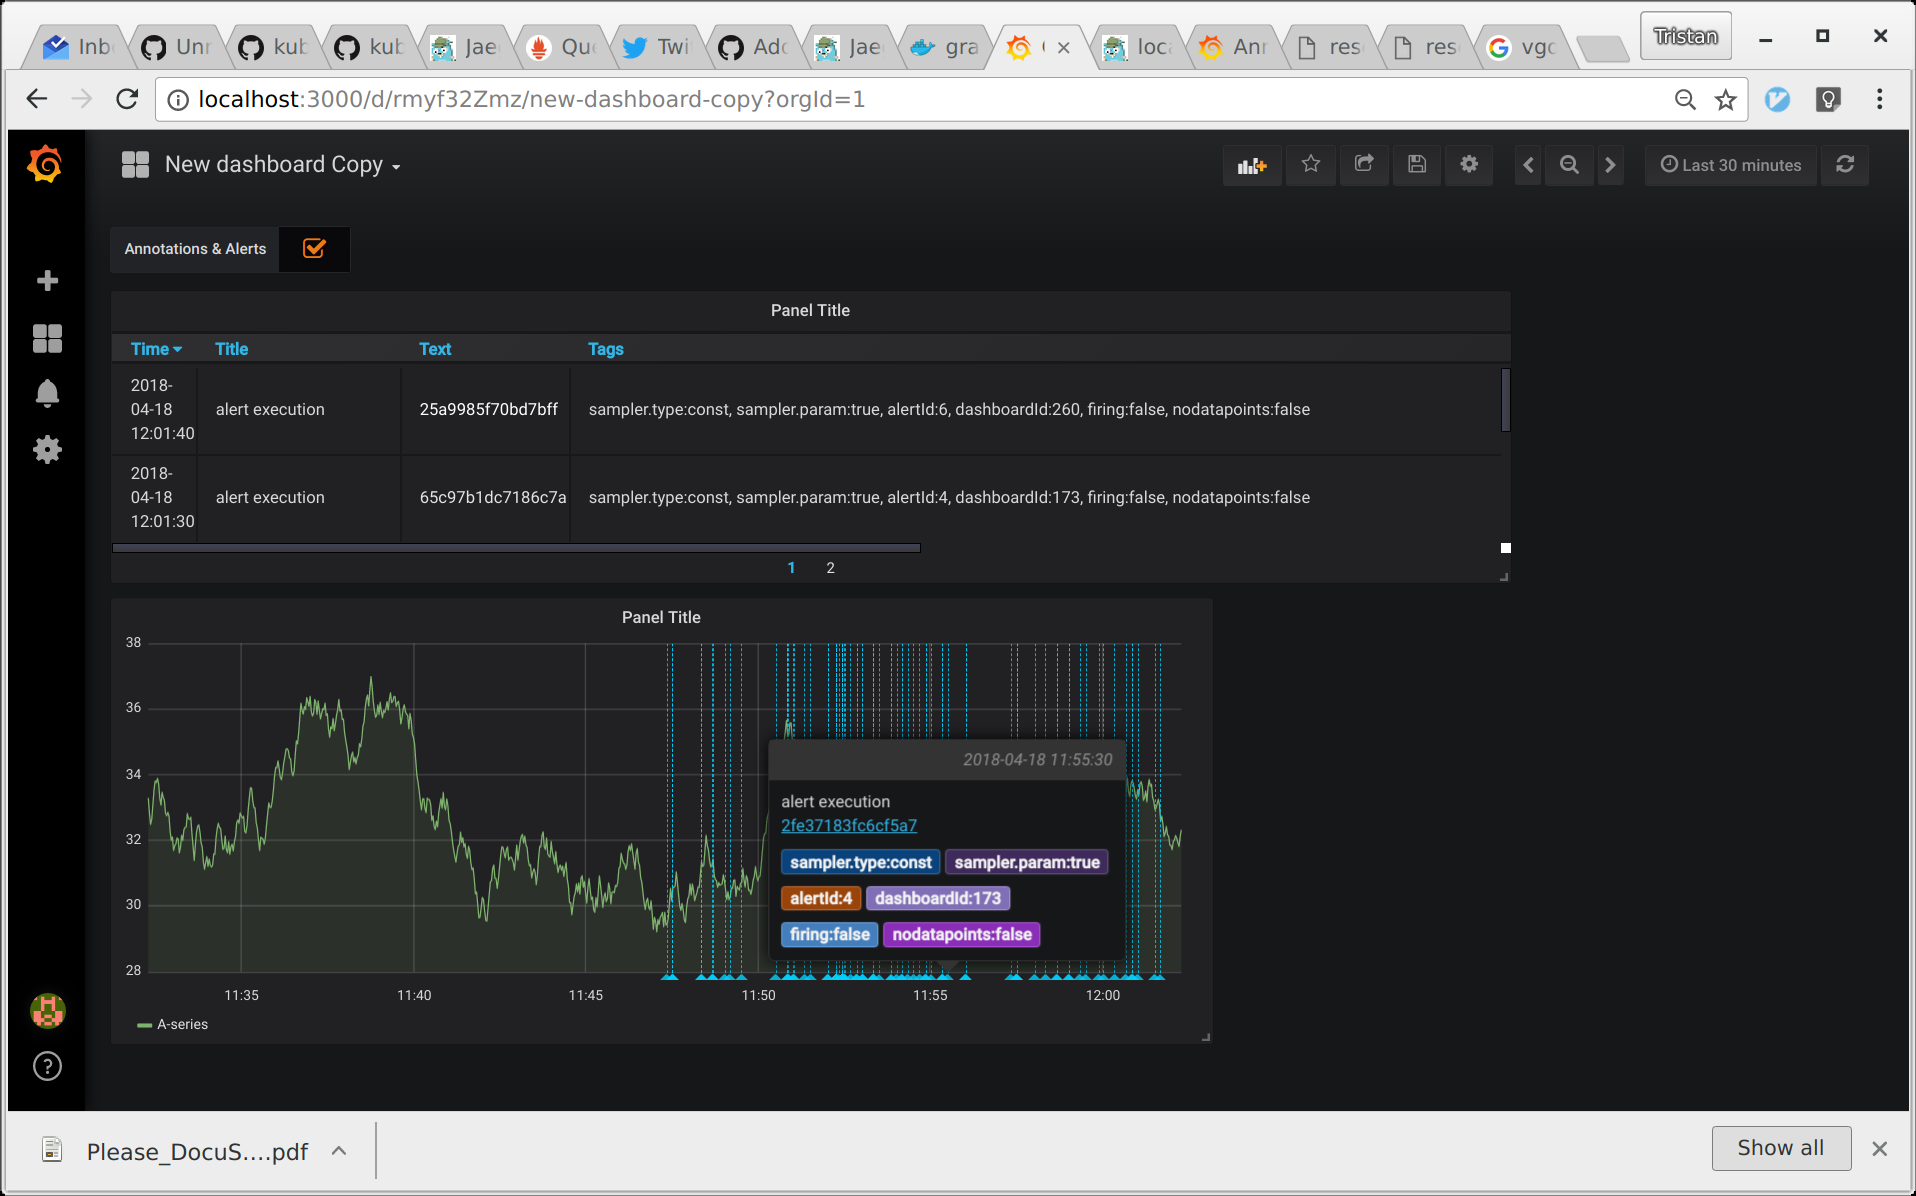 Inb Unr kub kub Jae Que Twi Adc Jae gra loca Anr res res vgc Tristan
localhost:3000/d/rmyf32Zmz/new-dashboard-copy?orgId=1
New dashboard Copy Last 30 minutes
Annotations & Alerts
Panel Title
Time Title Text Tags
2018-
04-18
12:01:40 alert execution 25a9985f70bd7bff sampler.type:const, sampler.param:true, alertId:6, dashboardId:260, firing:false, nodatapoints:false
2018-
04-18
12:01:30 alert execution 65c97b1dc7186c7a sampler.type:const, sampler.param:true, alertId:4, dashboardId:173, firing:false, nodatapoints:false
1 2
Panel Title
38
36
34
32
30
28
2018-04-18 11:55:30
alert execution
2fe37183fc6cf5a7
sampler.type:const sampler.param:true
alertId:4 dashboardId:173
firing:false nodatapoints:false
11:35 11:40 11:45 11:50 11:55 12:00
A-series
Please_DocuS....pdf Show all